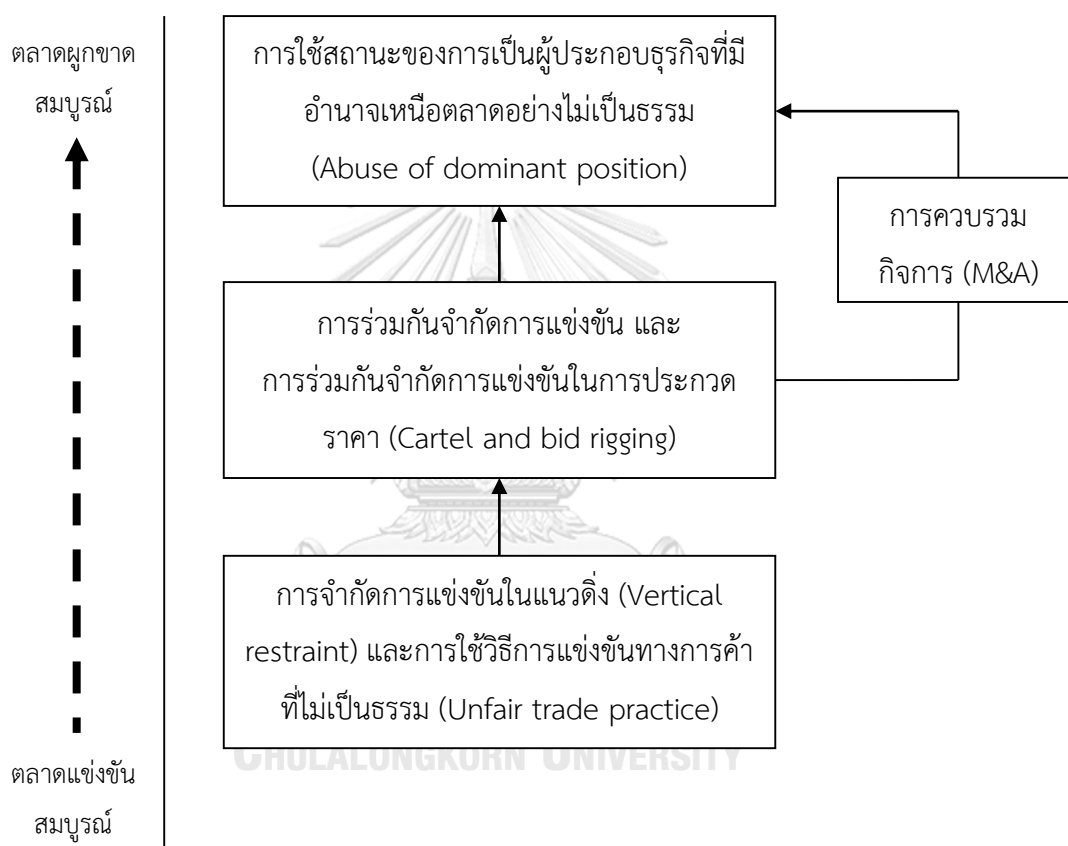 ตลาดผูกขาด
สมบูรณ์
การใช้สถานะของการเป็นผู้ประกอบธุรกิจที่มี
อำนาจเหนือตลาดอย่างไม่เป็นธรรม
(Abuse of dominant position)
การควบรวม
กิจการ (M&A)
การร่วมกันจำกัดการแข่งขัน และ
การร่วมกันจำกัดการแข่งขันในการประกวด
ราคา (Cartel and bid rigging)
การจำกัดการแข่งขันในแนวดิ่ง (Vertical
restraint) และการใช้วิธีการแข่งขันทางการค้า
ที่ไม่เป็นธรรม (Unfair trade practice)
CHULALONGKORN UNIVERSITY
ตลาดแข่งขัน
สมบูรณ์